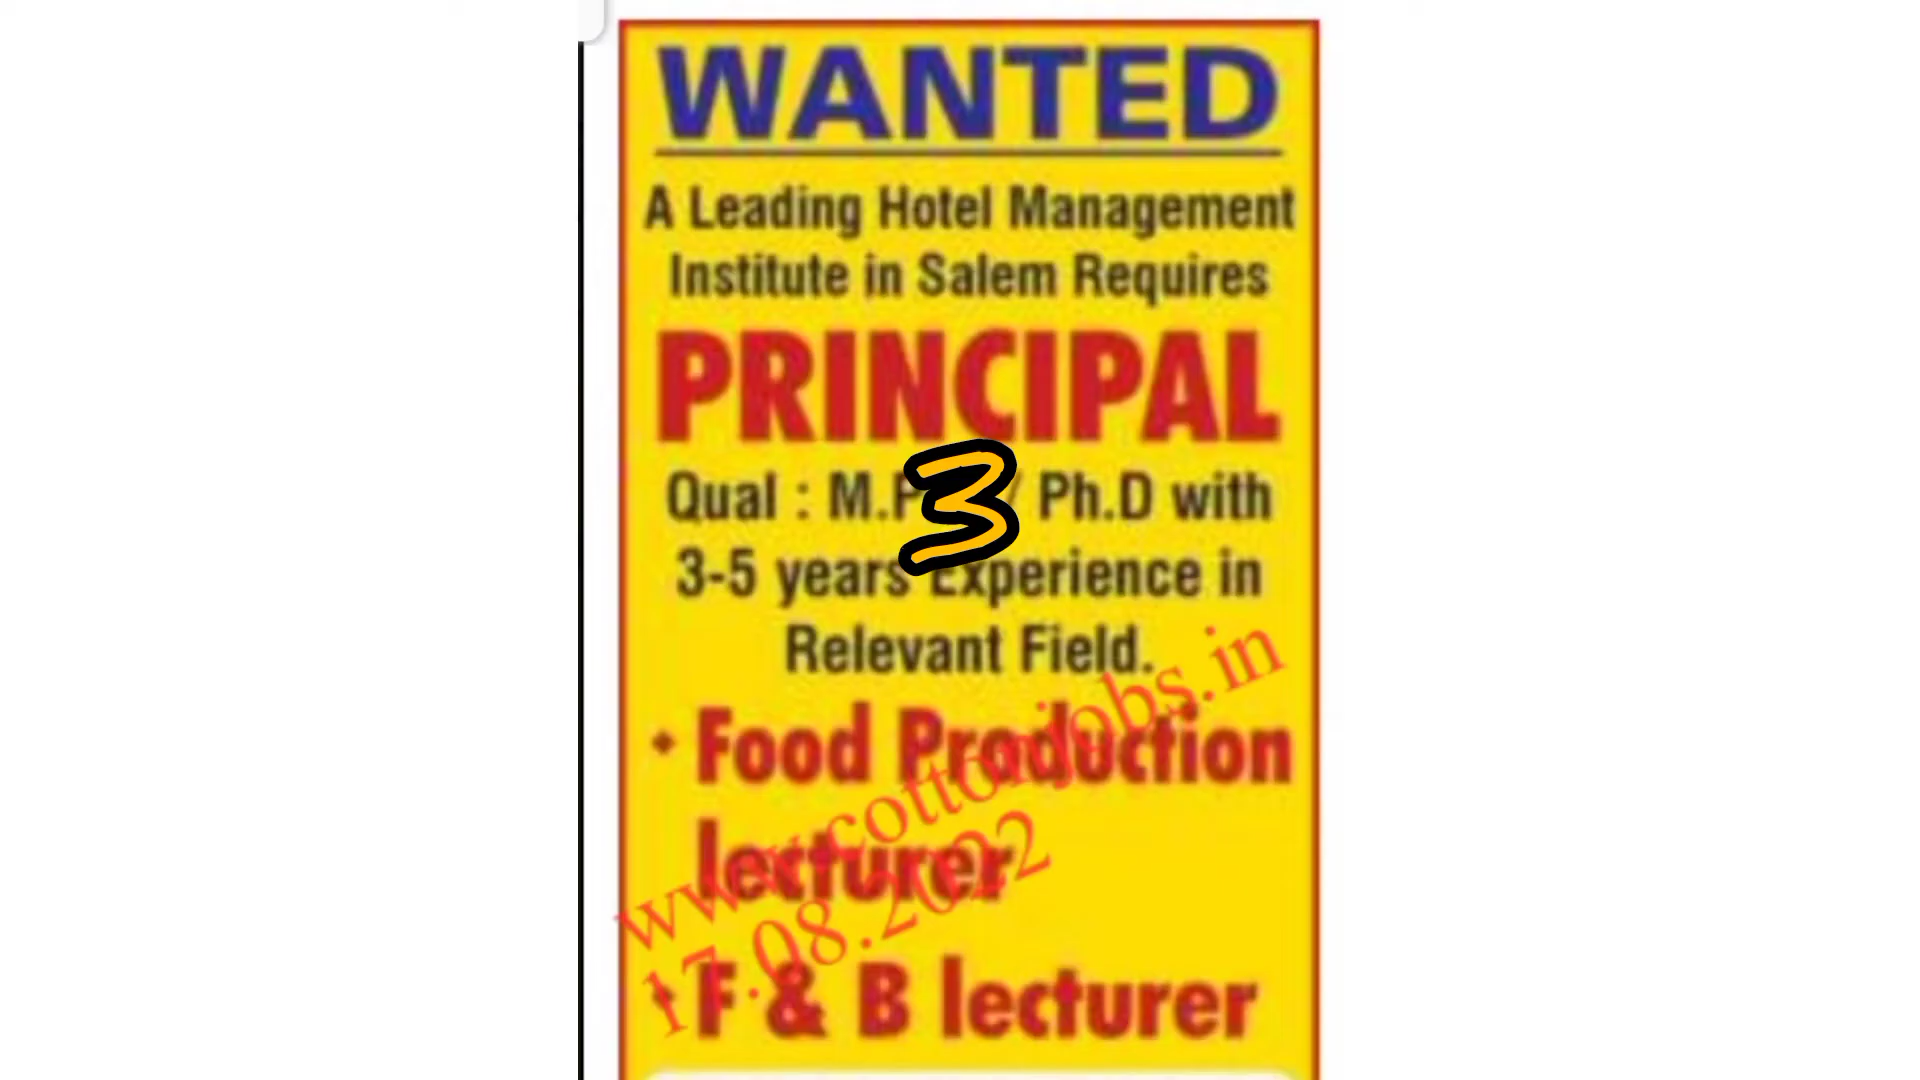 WANTED
A Leading Hotel Management
Institute in Salem Requires
PRINCIPAL
Qual : Ph.D with
3
3-5 years Experience in
Relevant Field.
• Food Production
lecturer
• F & B lecturer
www.cottonjobs.in
17.08.2022